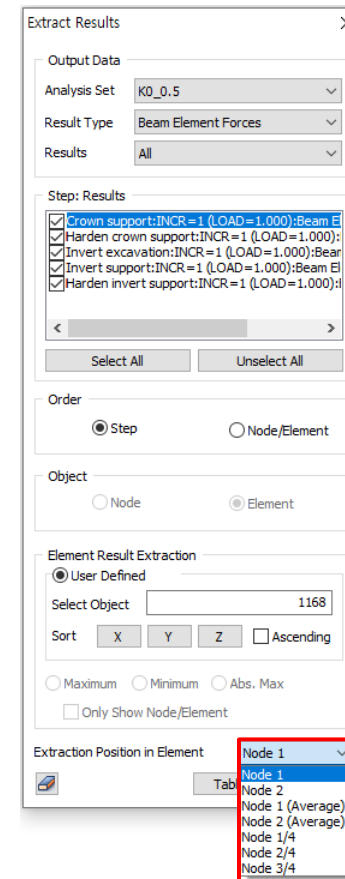 Extract Results
Output Data
Analysis Set K0_0.5
Result Type Beam Element Forces
Results All
Step: Results
Crown support:INCR=1 (LOAD=1.000):Beam El
Harden crown support:INCR=1 (LOAD=1.000):
Invert excavation:INCR=1 (LOAD=1.000):Bear
Invert support:INCR=1 (LOAD=1.000):Beam El
Harden invert support:INCR=1 (LOAD=1.000):
Select All Unselect All
Order
Step Node/Element
Object
Node Element
Element Result Extraction
User Defined
Select Object 1168
Sort X Y Z Ascending
Maximum Minimum Abs. Max
Only Show Node/Element
Extraction Position in Element Node 1
Tabl
Node 1
Node 2
Node 1 (Average)
Node 2 (Average)
Node 1/4
Node 2/4
Node 3/4